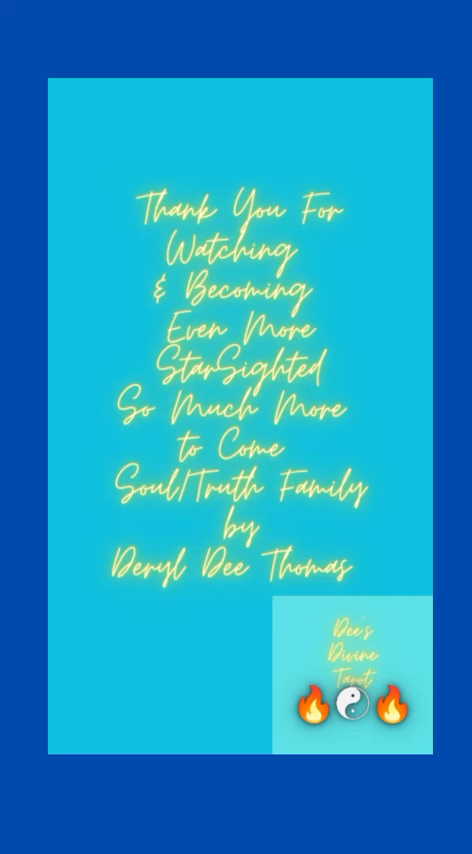 Thank You For
Watching
& Becoming
Even More
StarSighted
So Much More
to Come
Soul/Truth Family
by
Deryl Dee Thomas
Dee's
Divine
Tarot